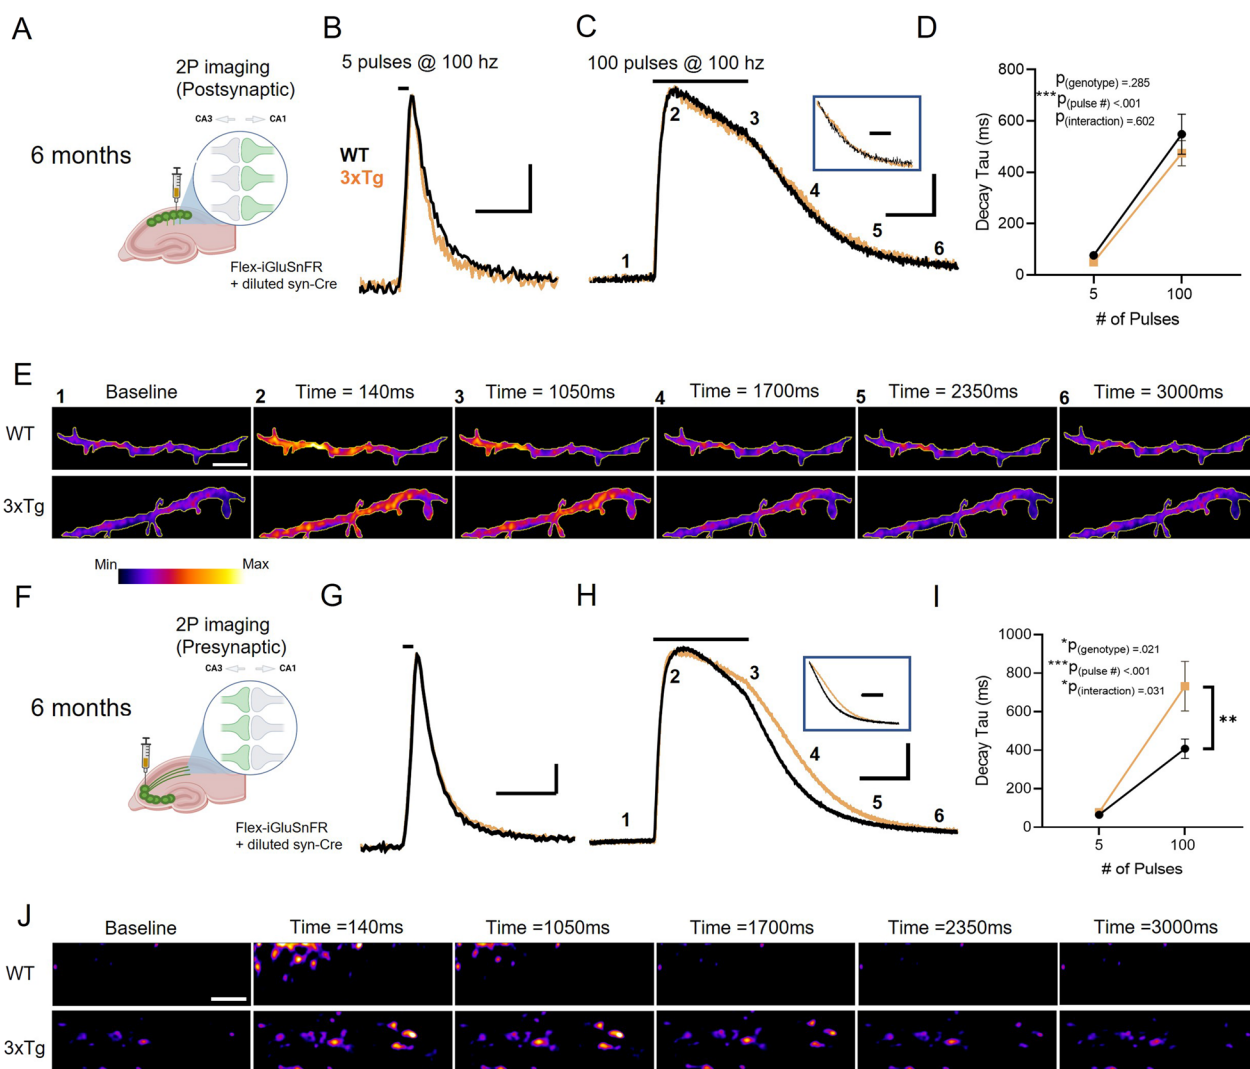 A
2P imaging
(Postsynaptic)
CA3
CA1
6 months
Flex-iGluSnFR
+ diluted syn-Cre
B
5 pulses @ 100 hz
WT
3xTg
C
100 pulses @ 100 hz
1
2
3
4
5
6
D
800
600
400
200
0
Decay Tau (ms)
p(genotype) =.285
***p(pulse #) <.001
p(interaction) =.602
5
100
# of Pulses
E
1 Baseline
2 Time = 140ms
3 Time = 1050ms
4 Time = 1700ms
5 Time = 2350ms
6 Time = 3000ms
WT
3xTg
Min
Max
F
2P imaging
(Presynaptic)
CA3
CA1
6 months
Flex-iGluSnFR
+ diluted syn-Cre
G
H
1
2
3
4
5
6
I
1000
800
600
400
200
0
Decay Tau (ms)
*p(genotype) =.021
***p(pulse #) <.001
*p(interaction) =.031
**
5
100
# of Pulses
J
Baseline
Time =140ms
Time =1050ms
Time =1700ms
Time =2350ms
Time =3000ms
WT
3xTg